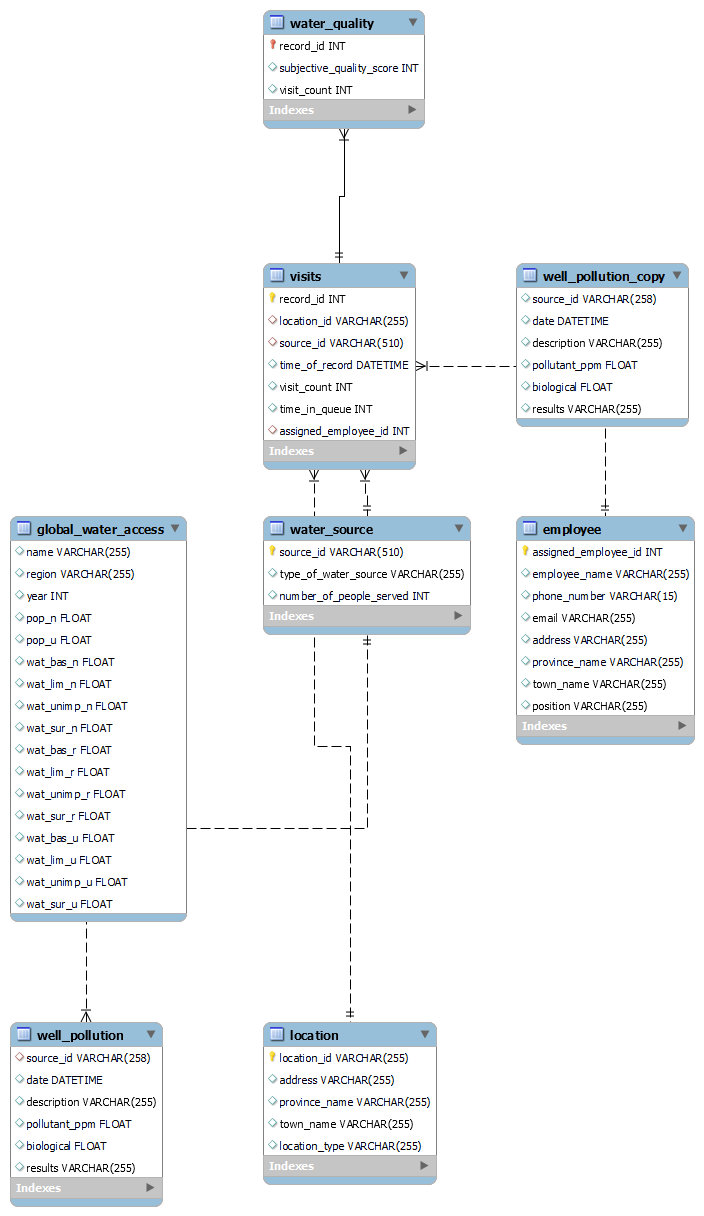 water_quality
record_id INT
subjective_quality_score INT
visit_count INT
Indexes
visits
record_id INT
location_id VARCHAR(255)
source_id VARCHAR(510)
time_of_record DATETIME
visit_count INT
time_in_queue INT
assigned_employee_id INT
Indexes
well_pollution_copy
source_id VARCHAR(258)
date DATETIME
description VARCHAR(255)
pollutant_ppm FLOAT
biological FLOAT
results VARCHAR(255)
global_water_access
name VARCHAR(255)
region VARCHAR(255)
year INT
pop_n FLOAT
pop_u FLOAT
wat_bas_n FLOAT
wat_lim_n FLOAT
wat_unimp_n FLOAT
wat_sur_n FLOAT
wat_bas_r FLOAT
wat_lim_r FLOAT
wat_unimp_r FLOAT
wat_sur_r FLOAT
wat_bas_u FLOAT
wat_lim_u FLOAT
wat_unimp_u FLOAT
wat_sur_u FLOAT
water_source
source_id VARCHAR(510)
type_of_water_source VARCHAR(255)
number_of_people_served INT
Indexes
employee
assigned_employee_id INT
employee_name VARCHAR(255)
phone_number VARCHAR(15)
email VARCHAR(255)
address VARCHAR(255)
province_name VARCHAR(255)
town_name VARCHAR(255)
position VARCHAR(255)
Indexes
well_pollution
source_id VARCHAR(258)
date DATETIME
description VARCHAR(255)
pollutant_ppm FLOAT
biological FLOAT
results VARCHAR(255)
Indexes
location
location_id VARCHAR(255)
address VARCHAR(255)
province_name VARCHAR(255)
town_name VARCHAR(255)
location_type VARCHAR(255)
Indexes